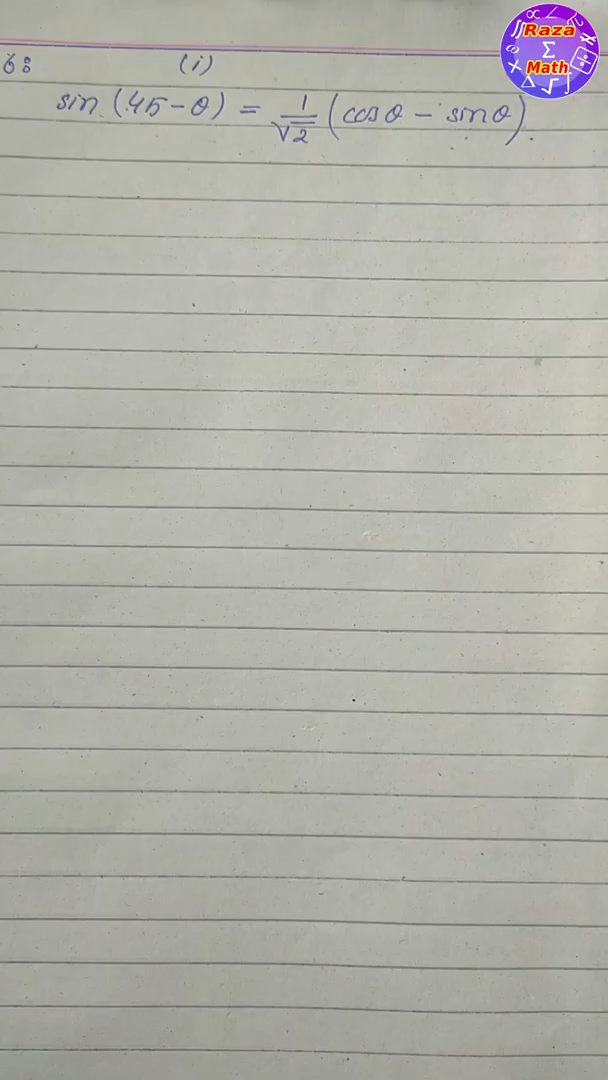 6: (i)
sin (45-θ) = 1/√2 (cosθ - sinθ).
Raza
Σ
Math